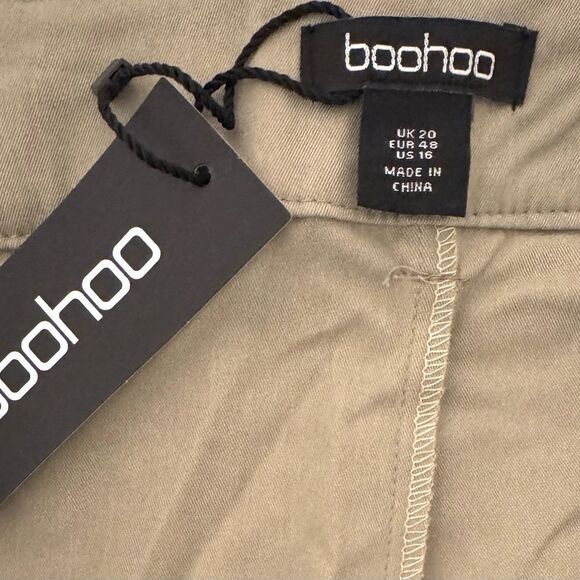 boohoo
UK 20
EUR 48
US 16
MADE IN
CHINA
boohoo